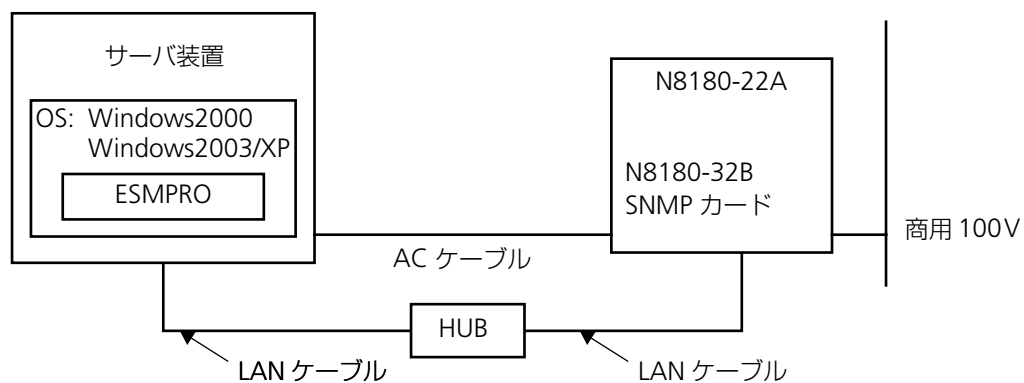 サーバ装置
OS: Windows2000
Windows2003/XP
ESMPRO
N8180-22A
N8180-32B
SNMP カード
商用 100V
AC ケーブル
HUB
LAN ケーブル
LAN ケーブル